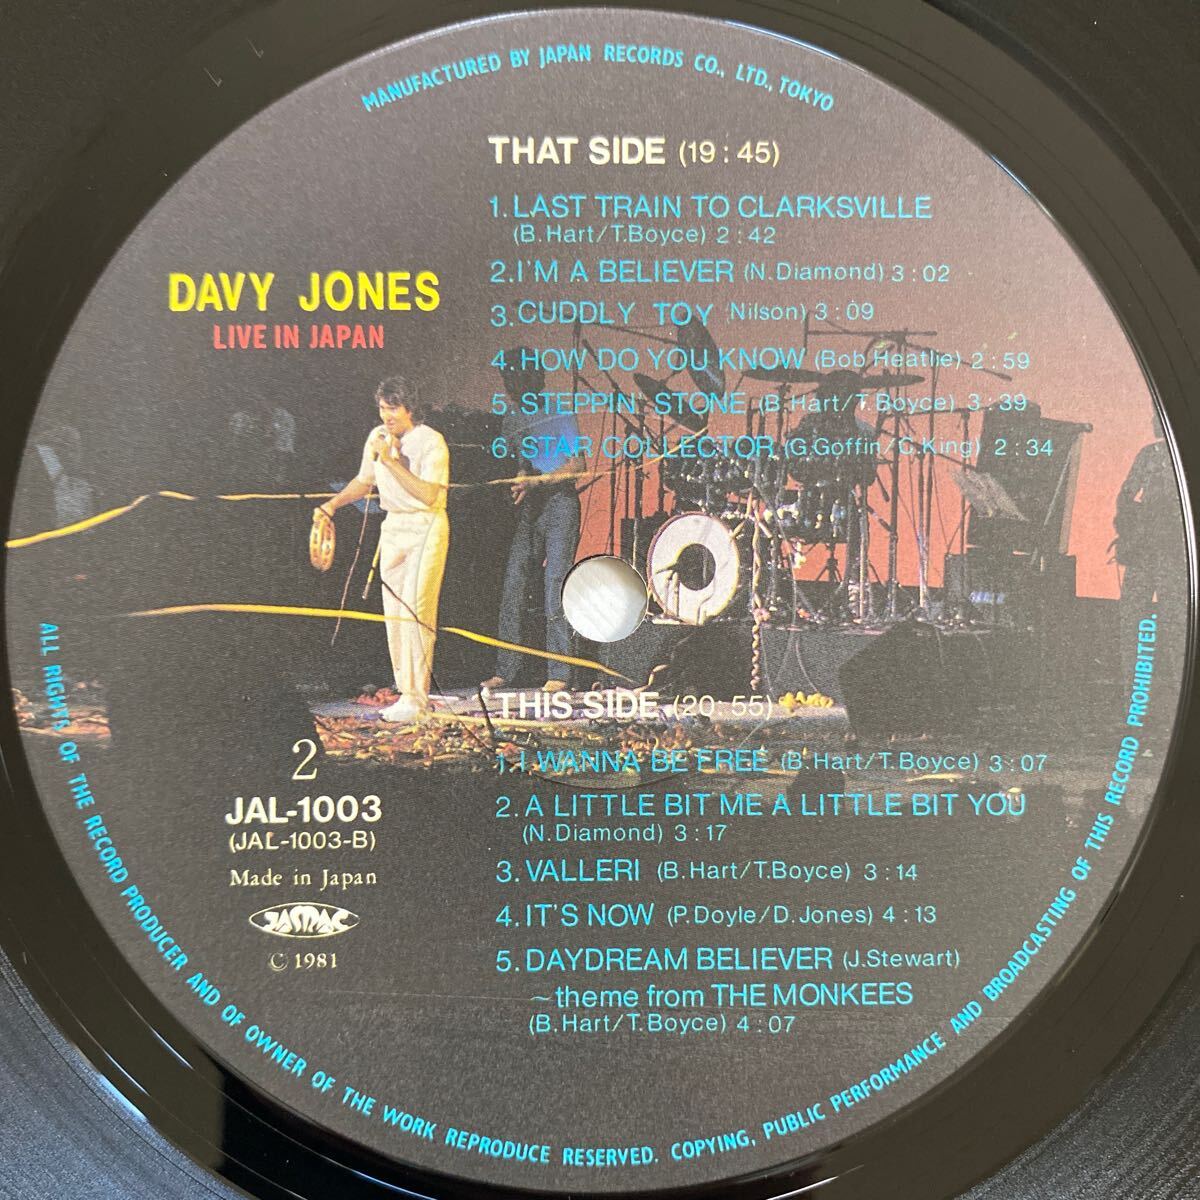 MANUFACTURED BY JAPAN RECORDS CO., LTD., TOKYO
THAT SIDE (19:45)
1. LAST TRAIN TO CLARKSVILLE
(B.Hart/T.Boyce) 2:42
2. I'M A BELIEVER (N.Diamond) 3:02
3. CUDDLY TOY (Nilson) 3:09
4. HOW DO YOU KNOW (Bob Heatlie) 2:59
5. STEPPIN' STONE (B.Hart/T.Boyce) 3:39
6. STAR COLLECTOR (G.Goffin/C.King) 2:34
DAVY JONES
LIVE IN JAPAN
THIS SIDE (20:55)
1. I WANNA BE FREE (B.Hart/T.Boyce) 3:07
2. A LITTLE BIT ME A LITTLE BIT YOU
(N.Diamond) 3:17
3. VALLERI (B.Hart/T.Boyce) 3:14
4. IT'S NOW (P.Doyle/D.Jones) 4:13
5. DAYDREAM BELIEVER (J.Stewart)
~theme from THE MONKEES
(B.Hart/T.Boyce) 4:07
2
JAL-1003
(JAL-1003-B)
Made in Japan
JAMAC
© 1981
ALL RIGHTS OF THE RECORD PRODUCER AND OF OWNER OF THE WORK REPRODUCE RESERVED. COPYING, PUBLIC PERFORMANCE AND BROADCASTING OF THIS RECORD PROHIBITED.